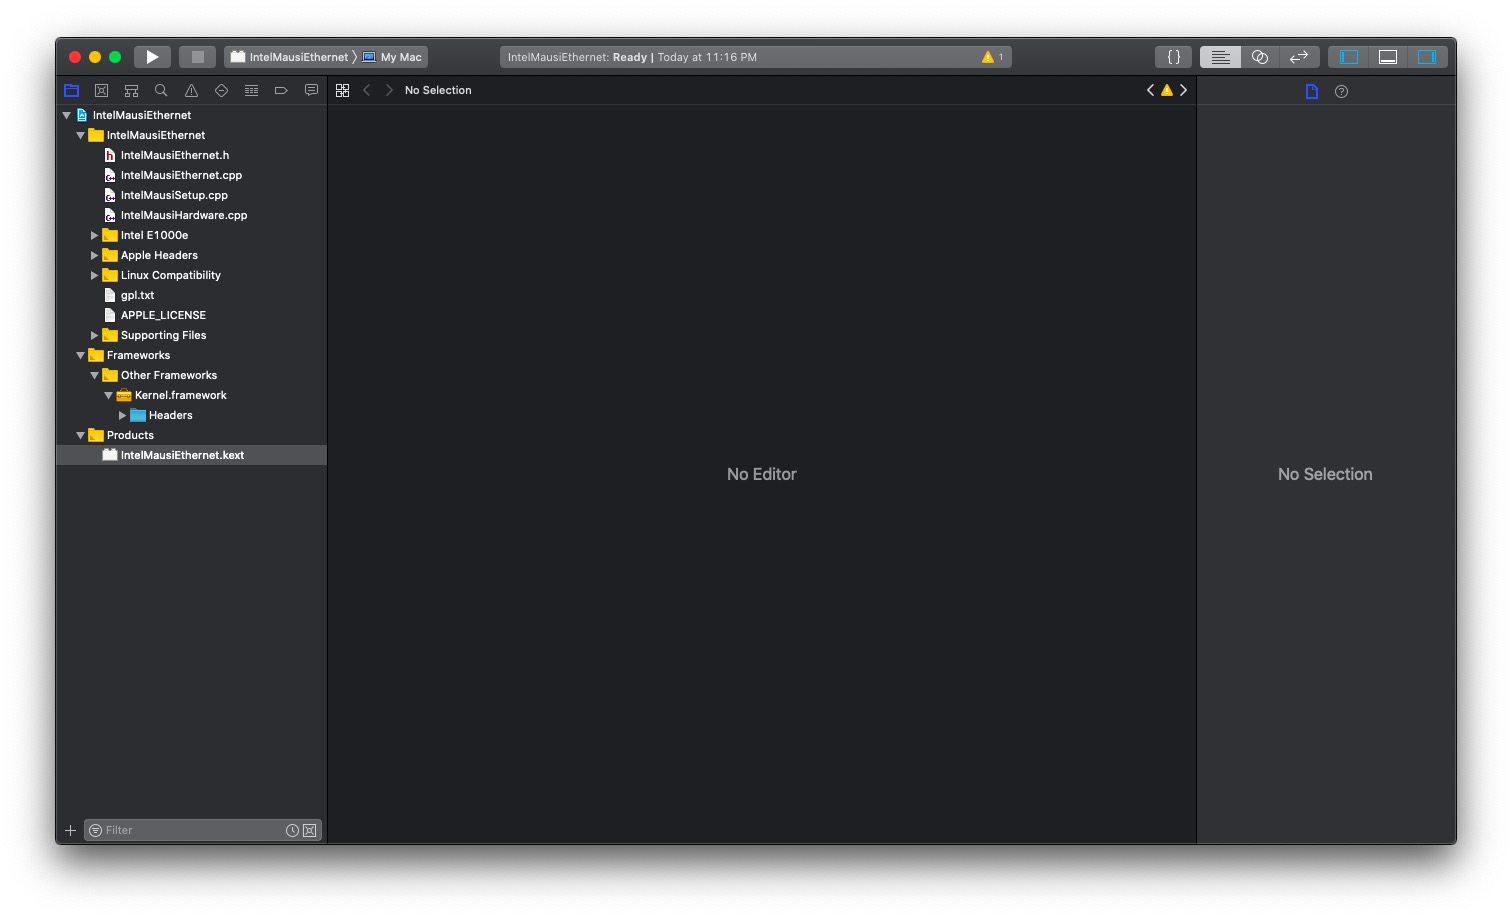 IntelMausiEthernet My Mac
IntelMausiEthernet: Ready | Today at 11:16 PM
1
{ }
No Selection
IntelMausiEthernet
IntelMausiEthernet
h IntelMausiEthernet.h
C++ IntelMausiEthernet.cpp
C++ IntelMausiSetup.cpp
C++ IntelMausiHardware.cpp
Intel E1000e
Apple Headers
Linux Compatibility
gpl.txt
APPLE_LICENSE
Supporting Files
Frameworks
Other Frameworks
Kernel.framework
Headers
Products
IntelMausiEthernet.kext
Filter
No Editor
No Selection